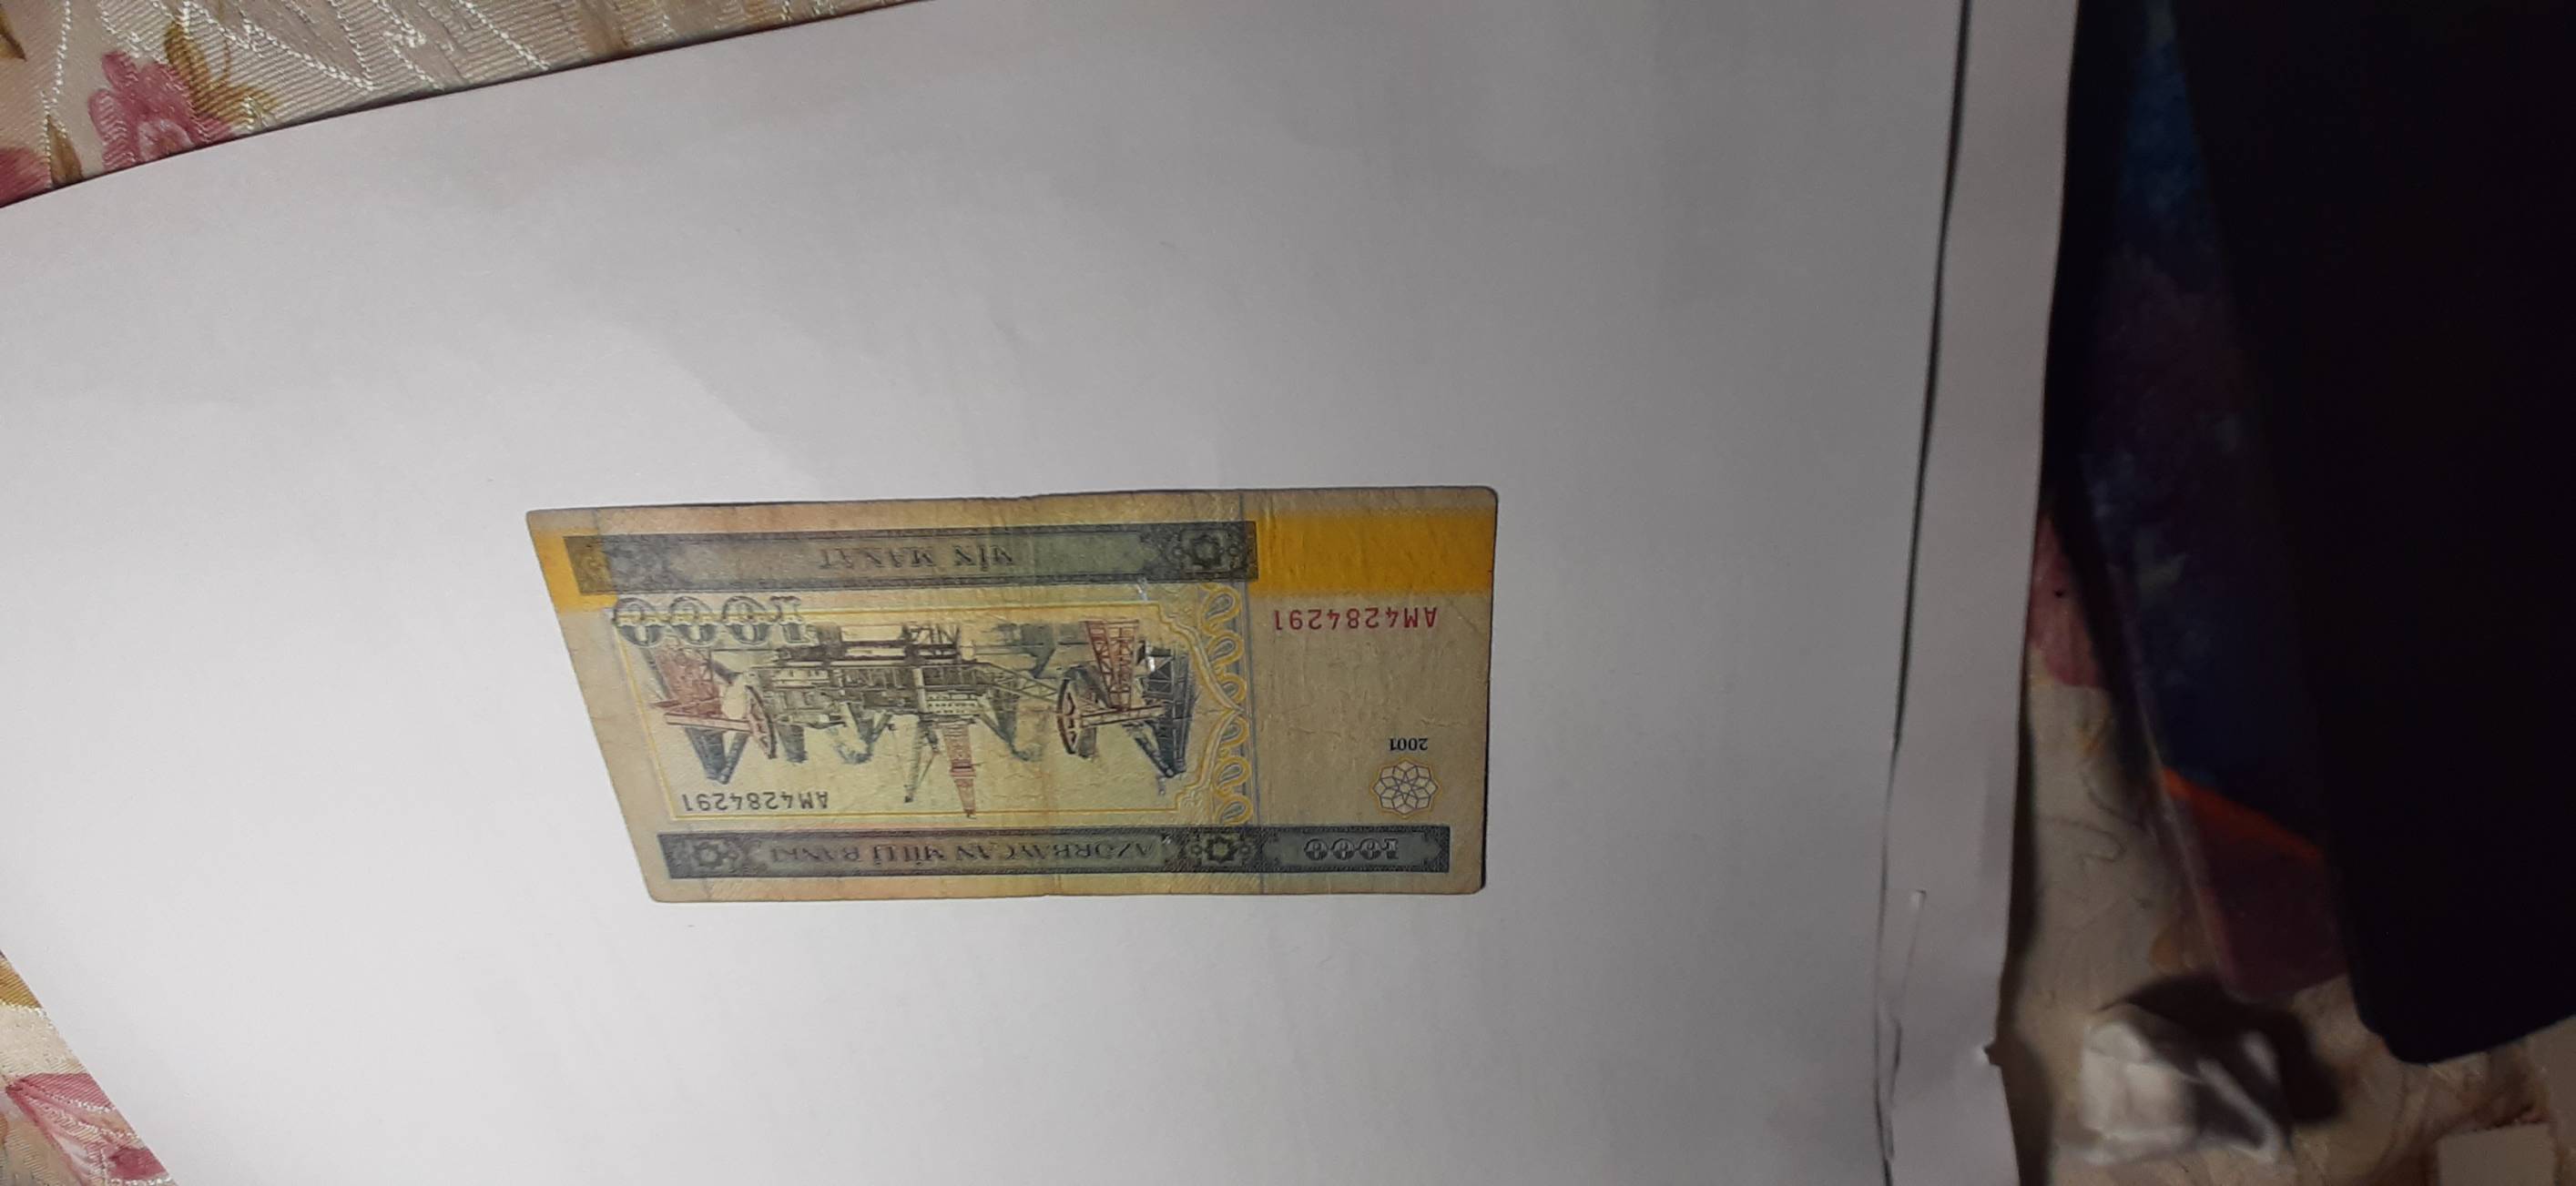 1000
AZƏRBAYCAN MİLLİ BANKI
AM4284291
2001
AM4284291
1000
MİN MANAT